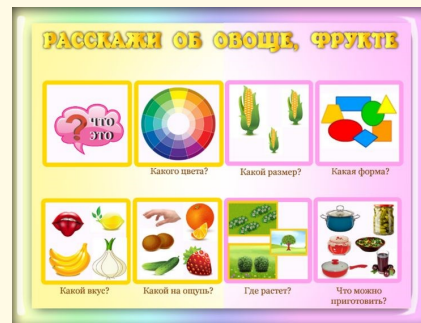 РАССКАЖИ ОБ ОВОЩЕ, ФРУКТЕ
ЧТО
ЭТО
Какого цвета?
Какой размер?
Какая форма?
Какой вкус?
Какой на ощупь?
Где растет?
Что можно
приготовить?